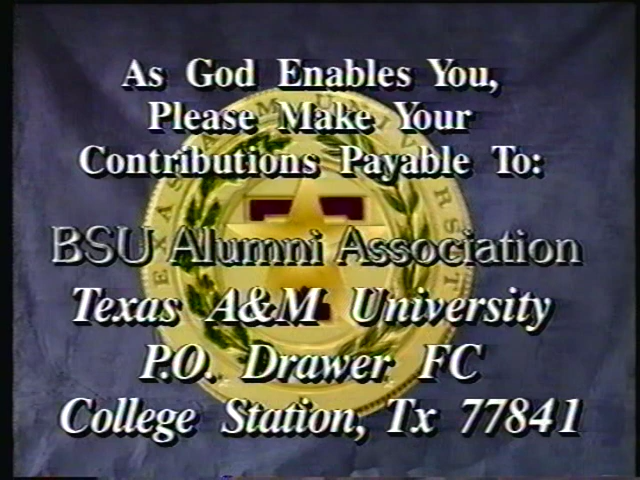 As God Enables You,
Please Make Your
Contributions Payable To:
BSU Alumni Association
Texas A&M University
P.O. Drawer FC
College Station, Tx 77841